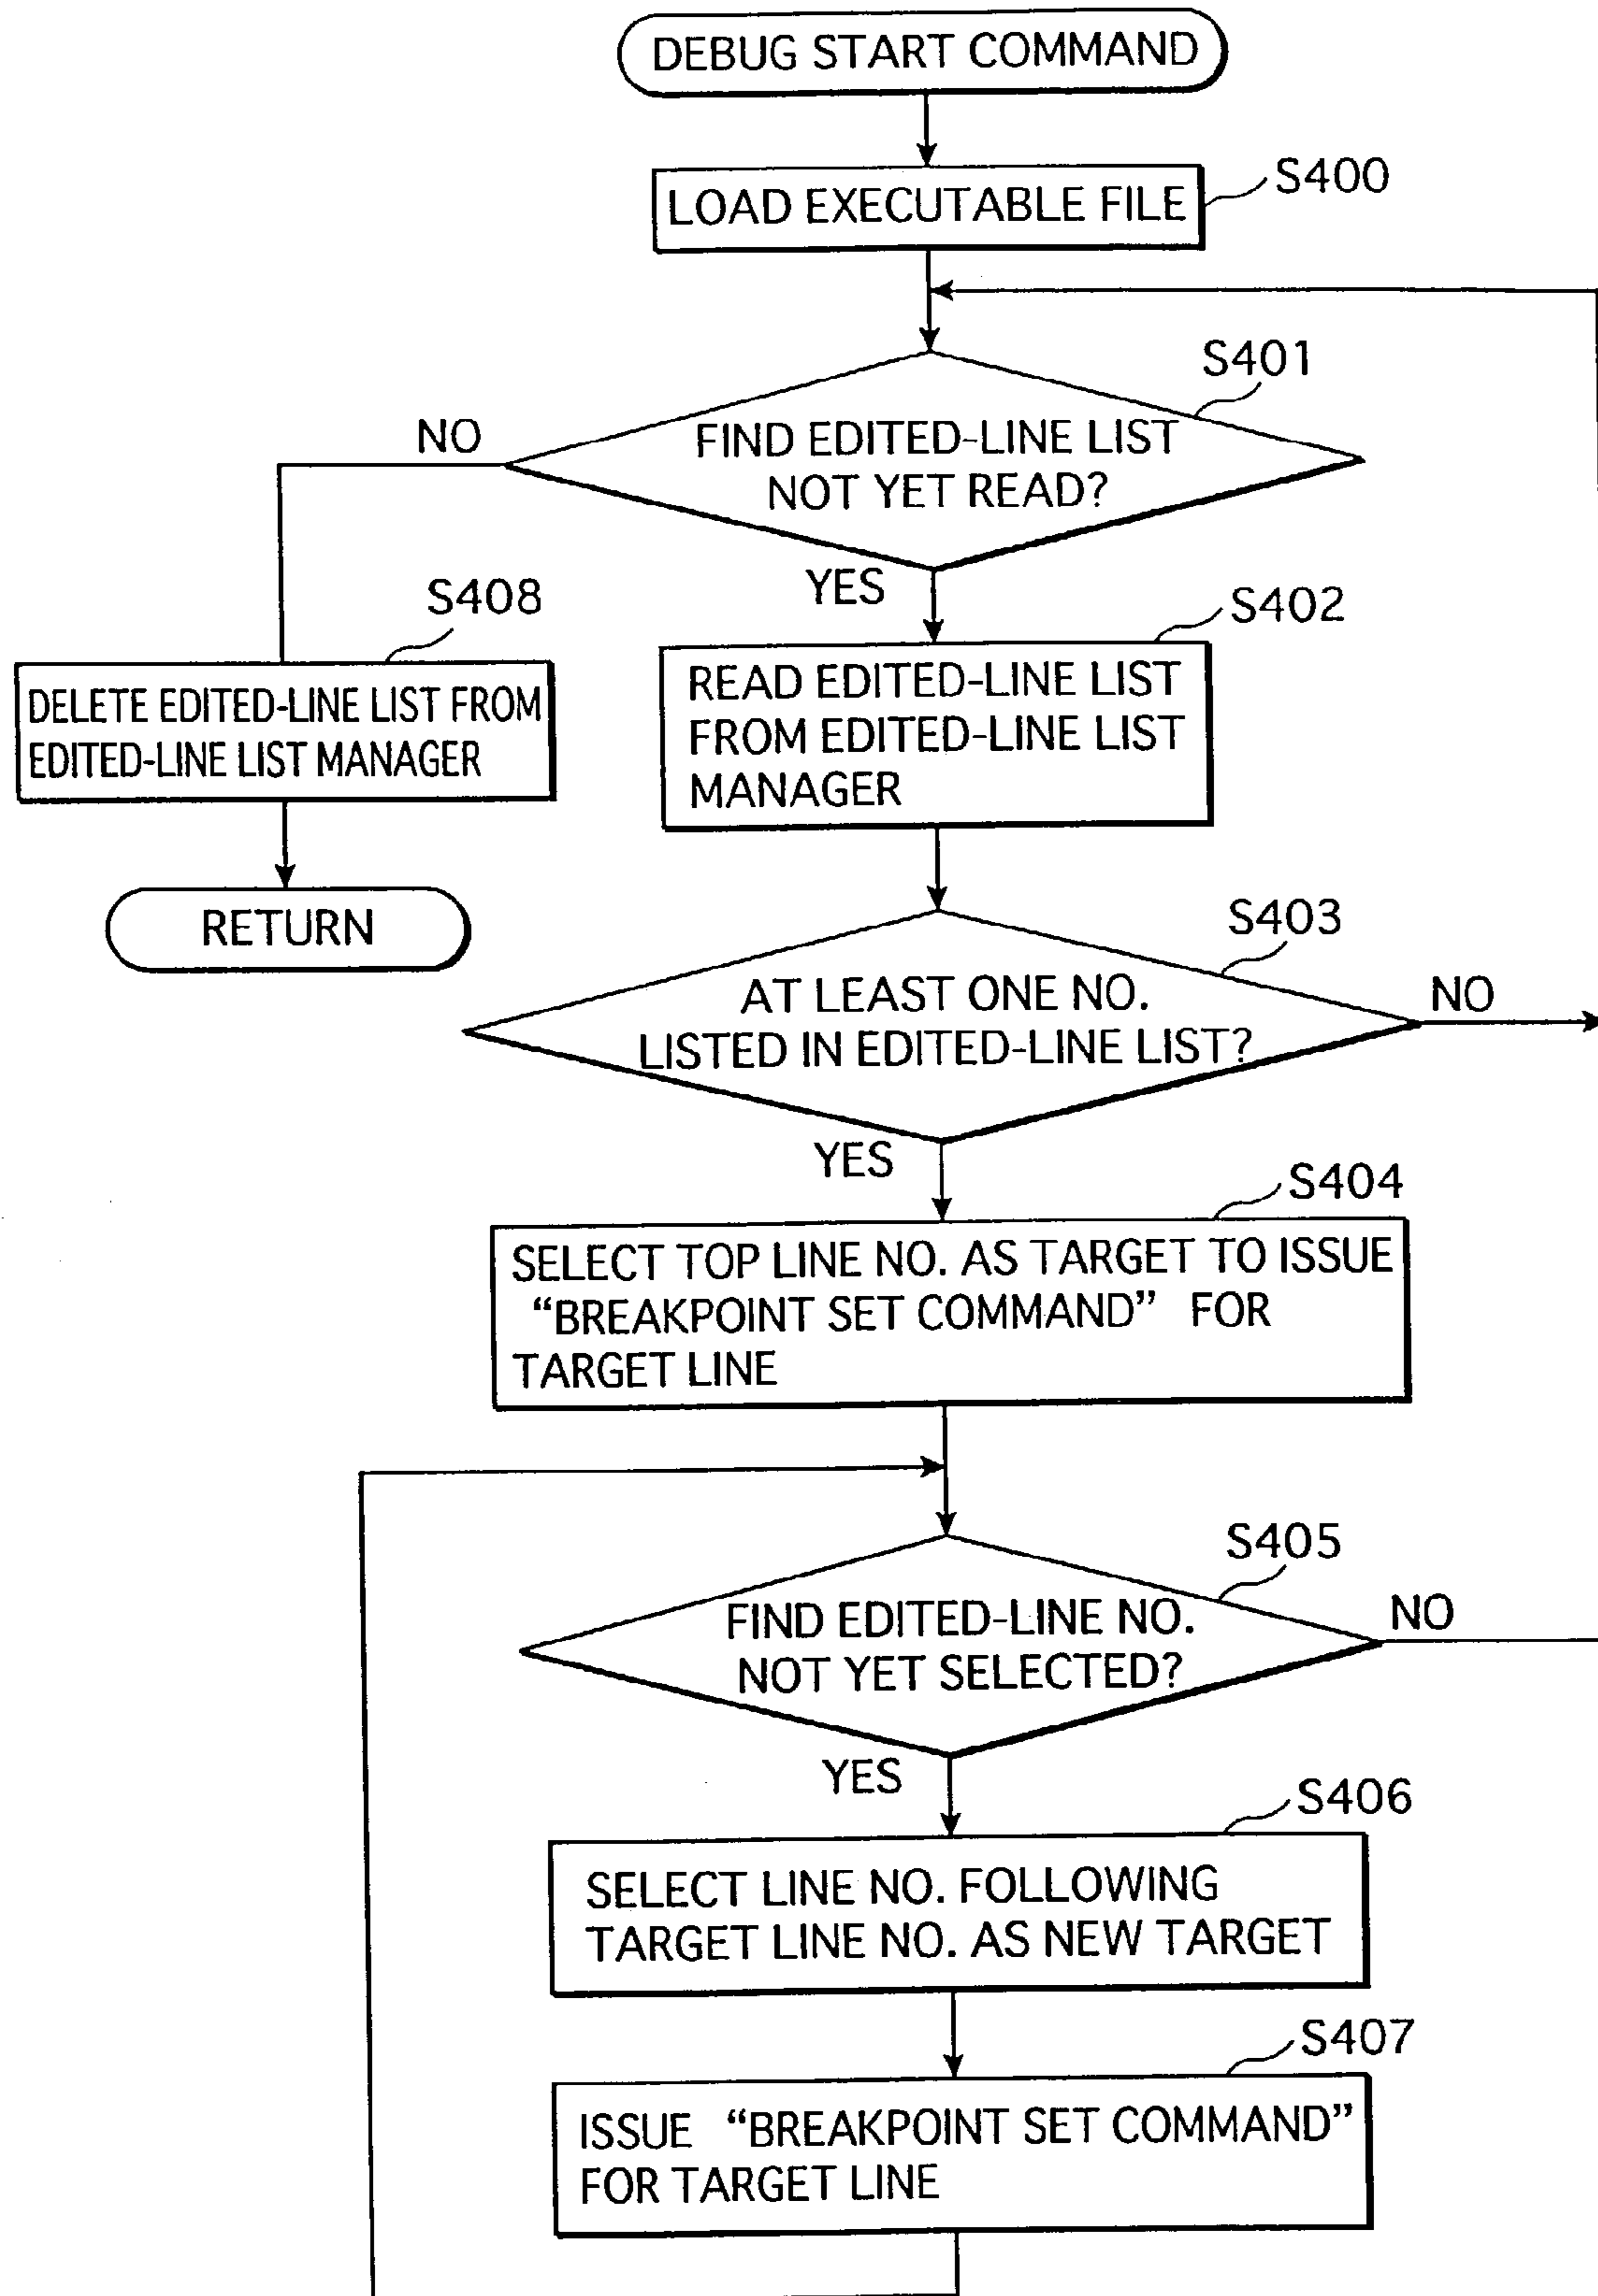 DEBUG START COMMAND
S400
LOAD EXECUTABLE FILE
S401
NO
FIND EDITED-LINE LIST
NOT YET READ?
YES
S408
S402
DELETE EDITED-LINE LIST FROM
EDITED-LINE LIST MANAGER
READ EDITED-LINE LIST
FROM EDITED-LINE LIST
MANAGER
RETURN
S403
AT LEAST ONE NO.
LISTED IN EDITED-LINE LIST?
NO
YES
S404
SELECT TOP LINE NO. AS TARGET TO ISSUE
“BREAKPOINT SET COMMAND” FOR
TARGET LINE
S405
FIND EDITED-LINE NO.
NOT YET SELECTED?
NO
YES
S406
SELECT LINE NO. FOLLOWING
TARGET LINE NO. AS NEW TARGET
S407
ISSUE “BREAKPOINT SET COMMAND”
FOR TARGET LINE